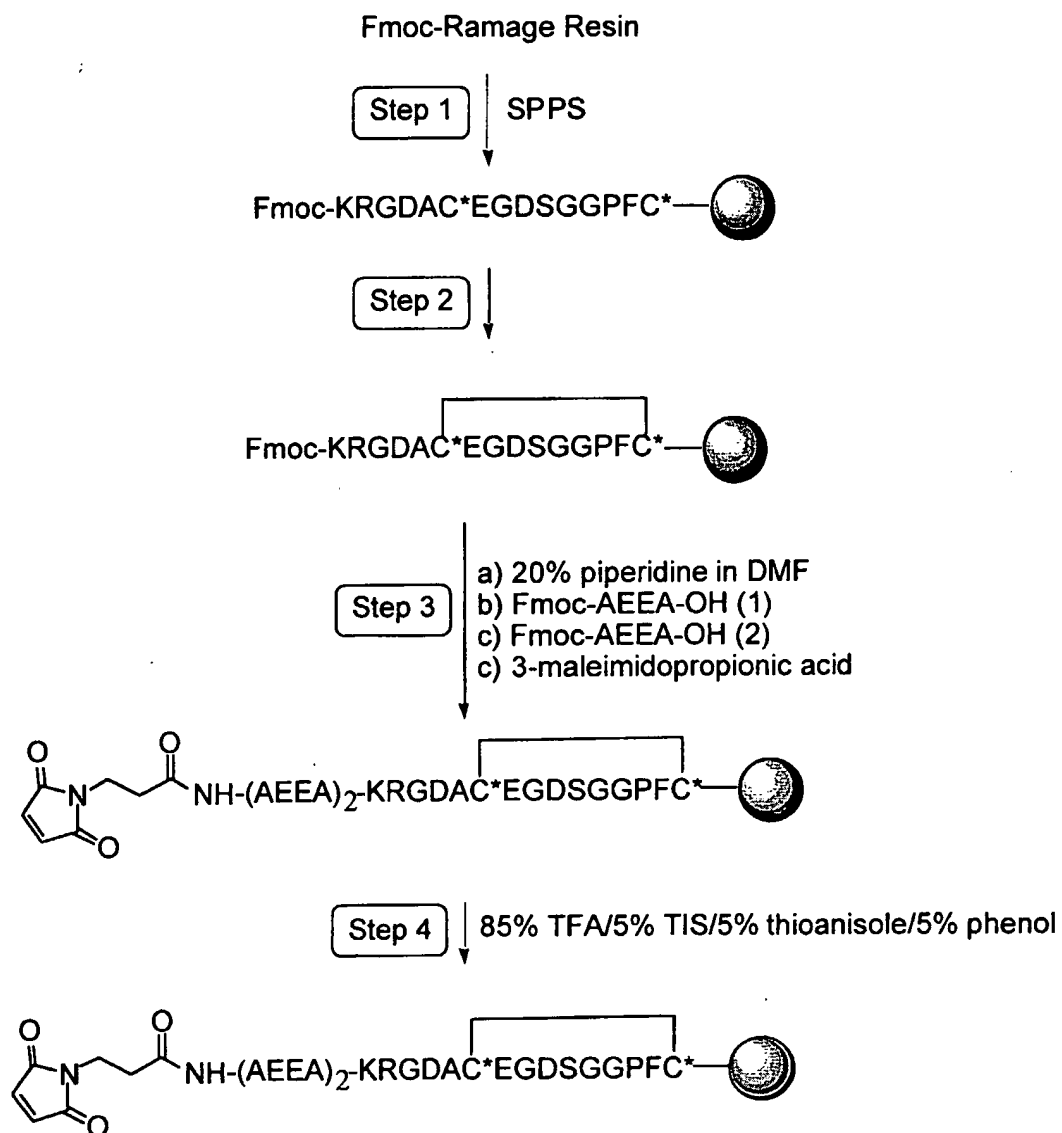 Fmoc-Ramage Resin
Step 1
SPPS
Fmoc-KRGDAC*EGDSGGPFC*
Step 2
Fmoc-KRGDAC*EGDSGGPFC*
Step 3
a) 20% piperidine in DMF
b) Fmoc-AEEA-OH (1)
c) Fmoc-AEEA-OH (2)
c) 3-maleimidopropionic acid
O
O
N
O
NH-(AEEA)2-KRGDAC*EGDSGGPFC*
Step 4
85% TFA/5% TIS/5% thioanisole/5% phenol
O
O
N
O
NH-(AEEA)2-KRGDAC*EGDSGGPFC*